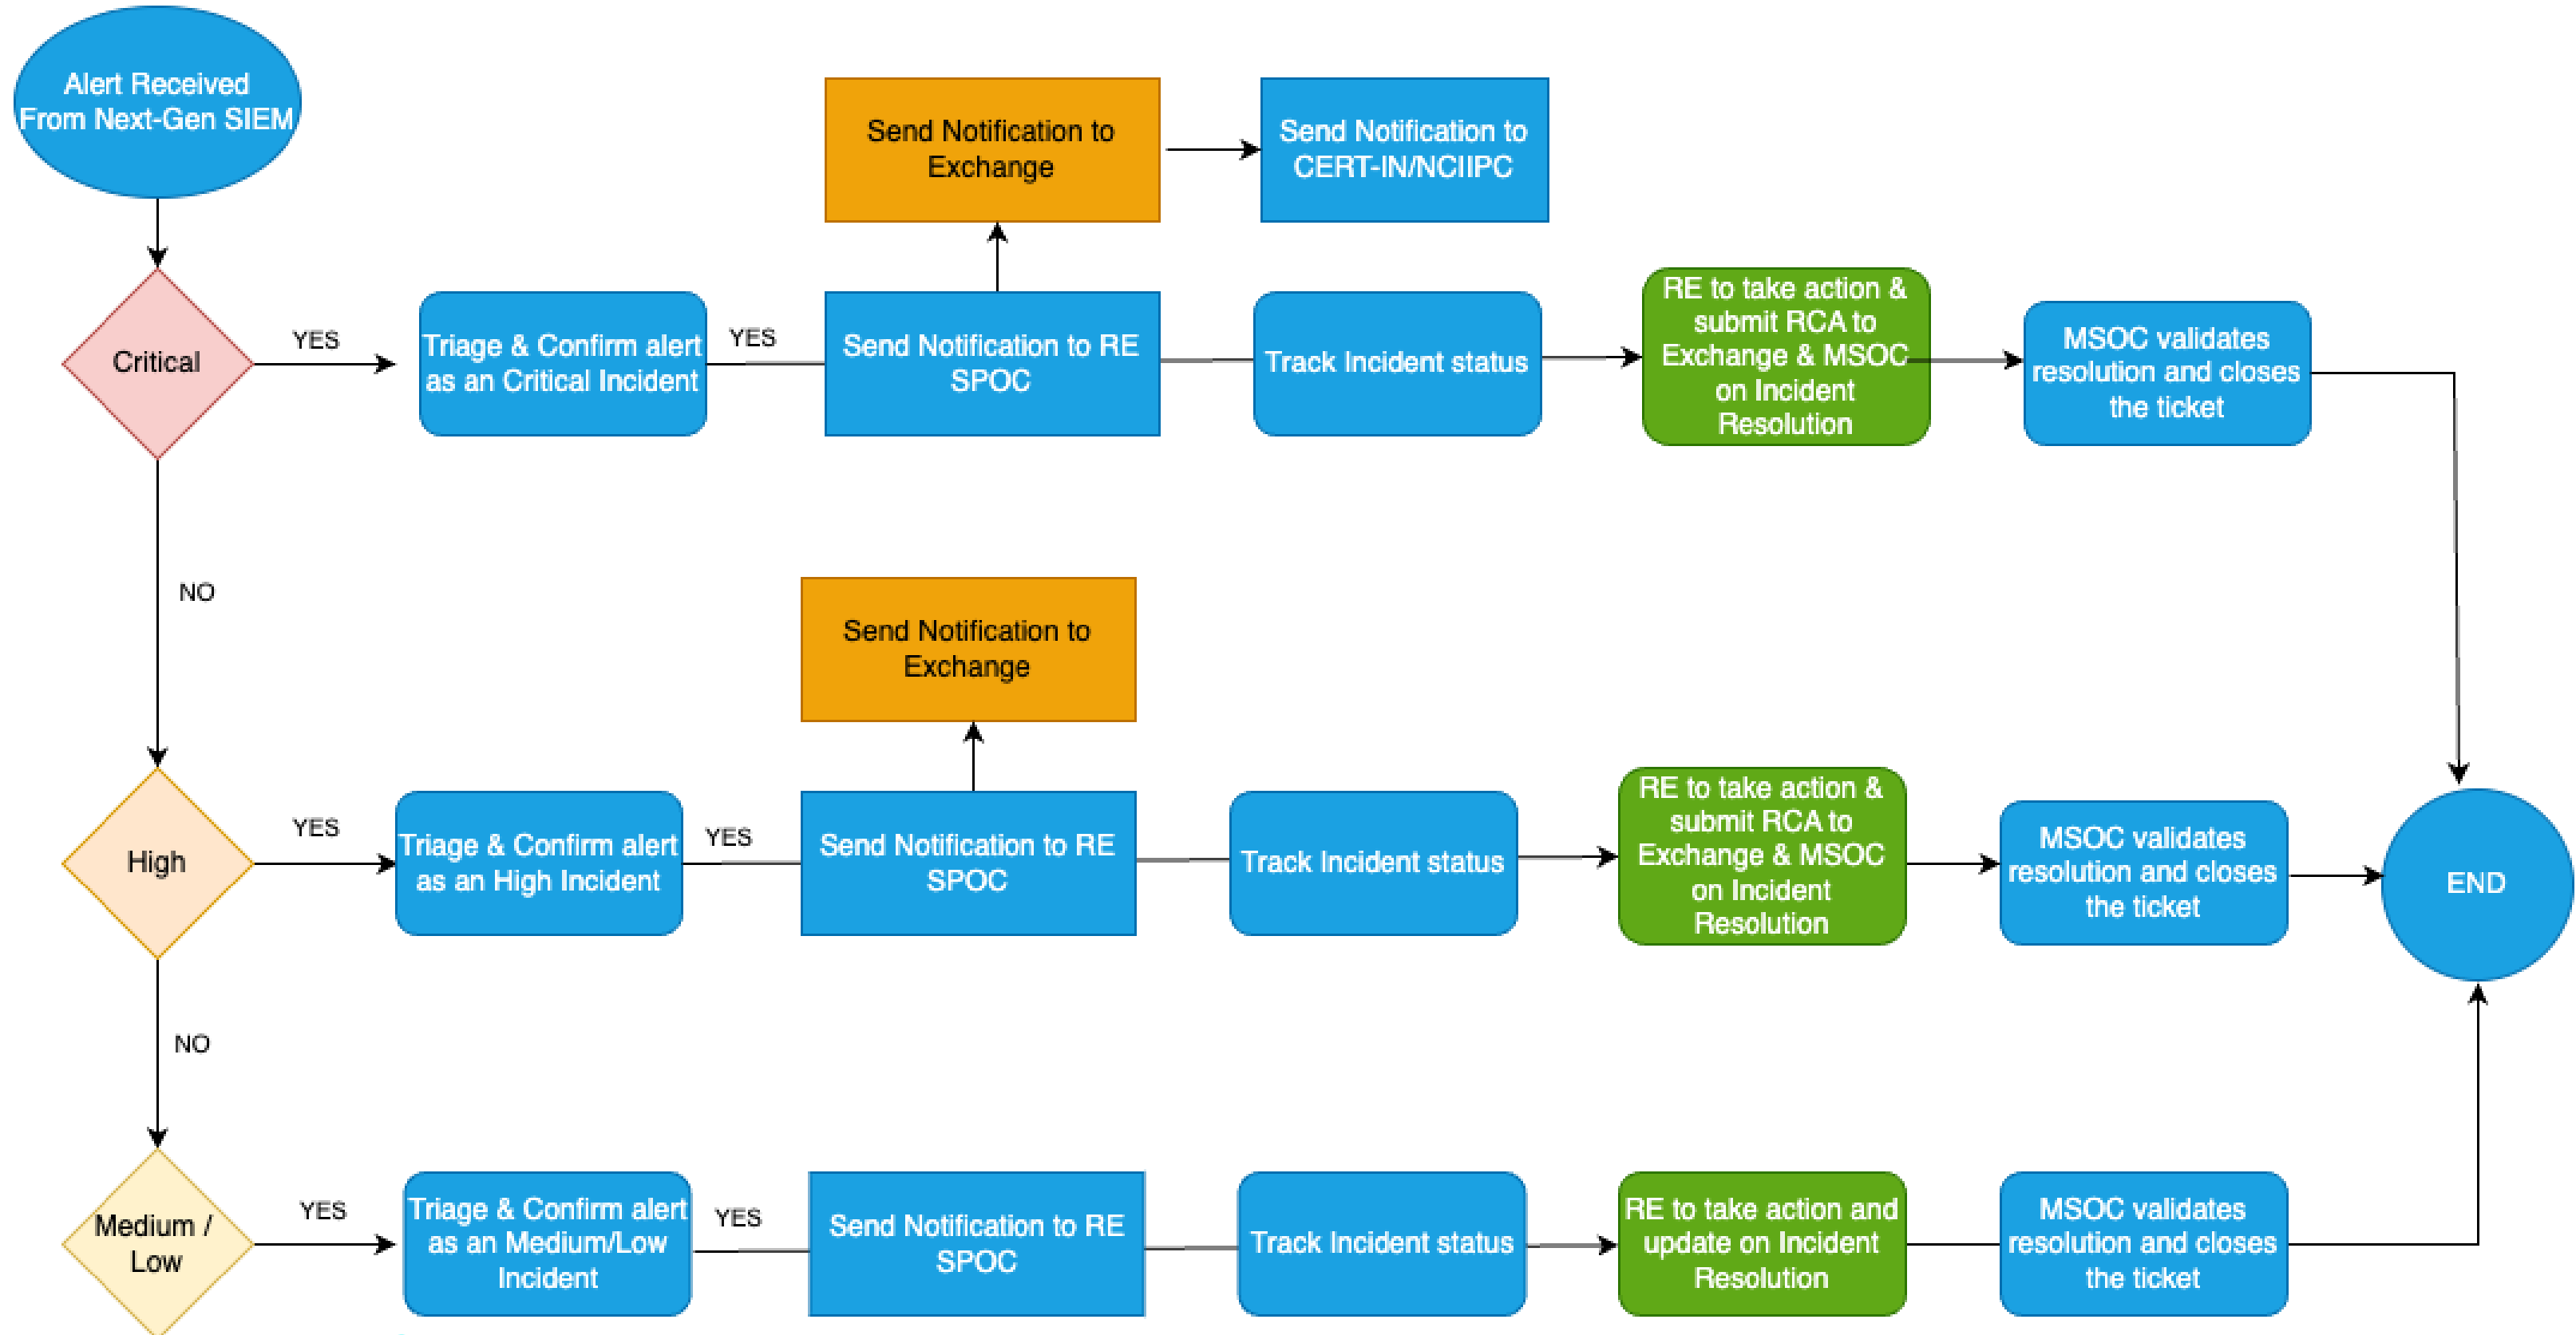 Alert Received
From Next-Gen SIEM
Send Notification to
Exchange
Send Notification to
CERT-IN/NCIIPC
Critical
YES
Triage & Confirm alert
as an Critical Incident
YES
Send Notification to RE
SPOC
Track Incident status
RE to take action &
submit RCA to
Exchange & MSOC
on Incident
Resolution
MSOC validates
resolution and closes
the ticket
NO
Send Notification to
Exchange
High
YES
Triage & Confirm alert
as an High Incident
YES
Send Notification to RE
SPOC
Track Incident status
RE to take action &
submit RCA to
Exchange & MSOC
on Incident
Resolution
MSOC validates
resolution and closes
the ticket
END
NO
Medium /
Low
YES
Triage & Confirm alert
as an Medium/Low
Incident
YES
Send Notification to RE
SPOC
Track Incident status
RE to take action and
update on Incident
Resolution
MSOC validates
resolution and closes
the ticket